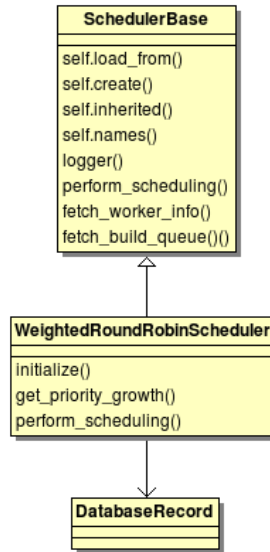 SchedulerBase
self.load_from()
self.create()
self.inherited()
self.names()
logger()
perform_scheduling()
fetch_worker_info()
fetch_build_queue()()
WeightedRoundRobinScheduler
initialize()
get_priority_growth()
perform_scheduling()
DatabaseRecord